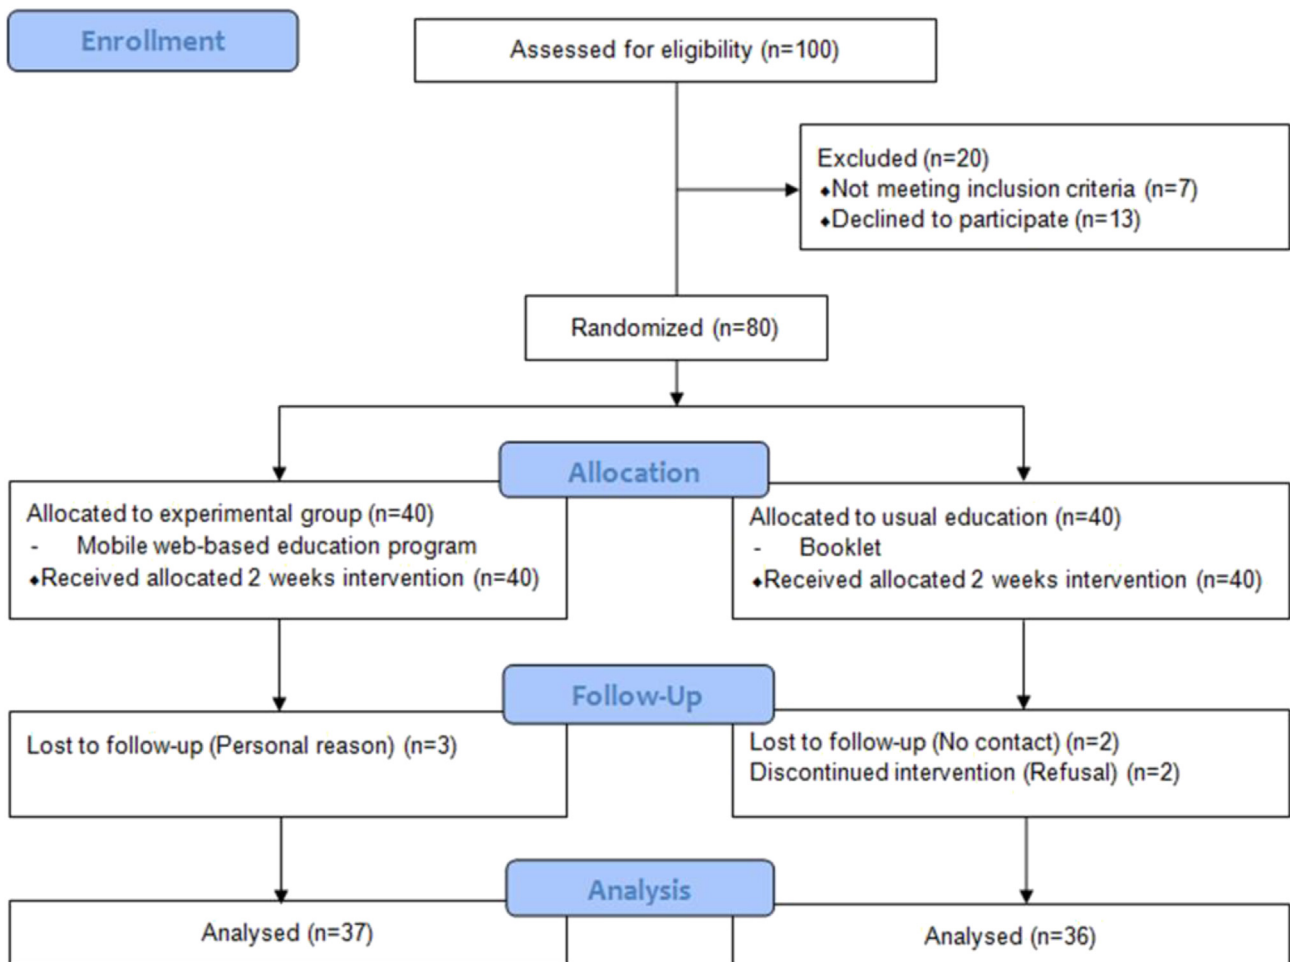 Enrollment
Assessed for eligibility (n=100)
Excluded (n=20)
⬥Not meeting inclusion criteria (n=7)
⬥Declined to participate (n=13)
Randomized (n=80)
Allocation
Allocated to experimental group (n=40)
- Mobile web-based education program
⬥Received allocated 2 weeks intervention (n=40)
Allocated to usual education (n=40)
- Booklet
⬥Received allocated 2 weeks intervention (n=40)
Follow-Up
Lost to follow-up (Personal reason) (n=3)
Lost to follow-up (No contact) (n=2)
Discontinued intervention (Refusal) (n=2)
Analysis
Analysed (n=37)
Analysed (n=36)